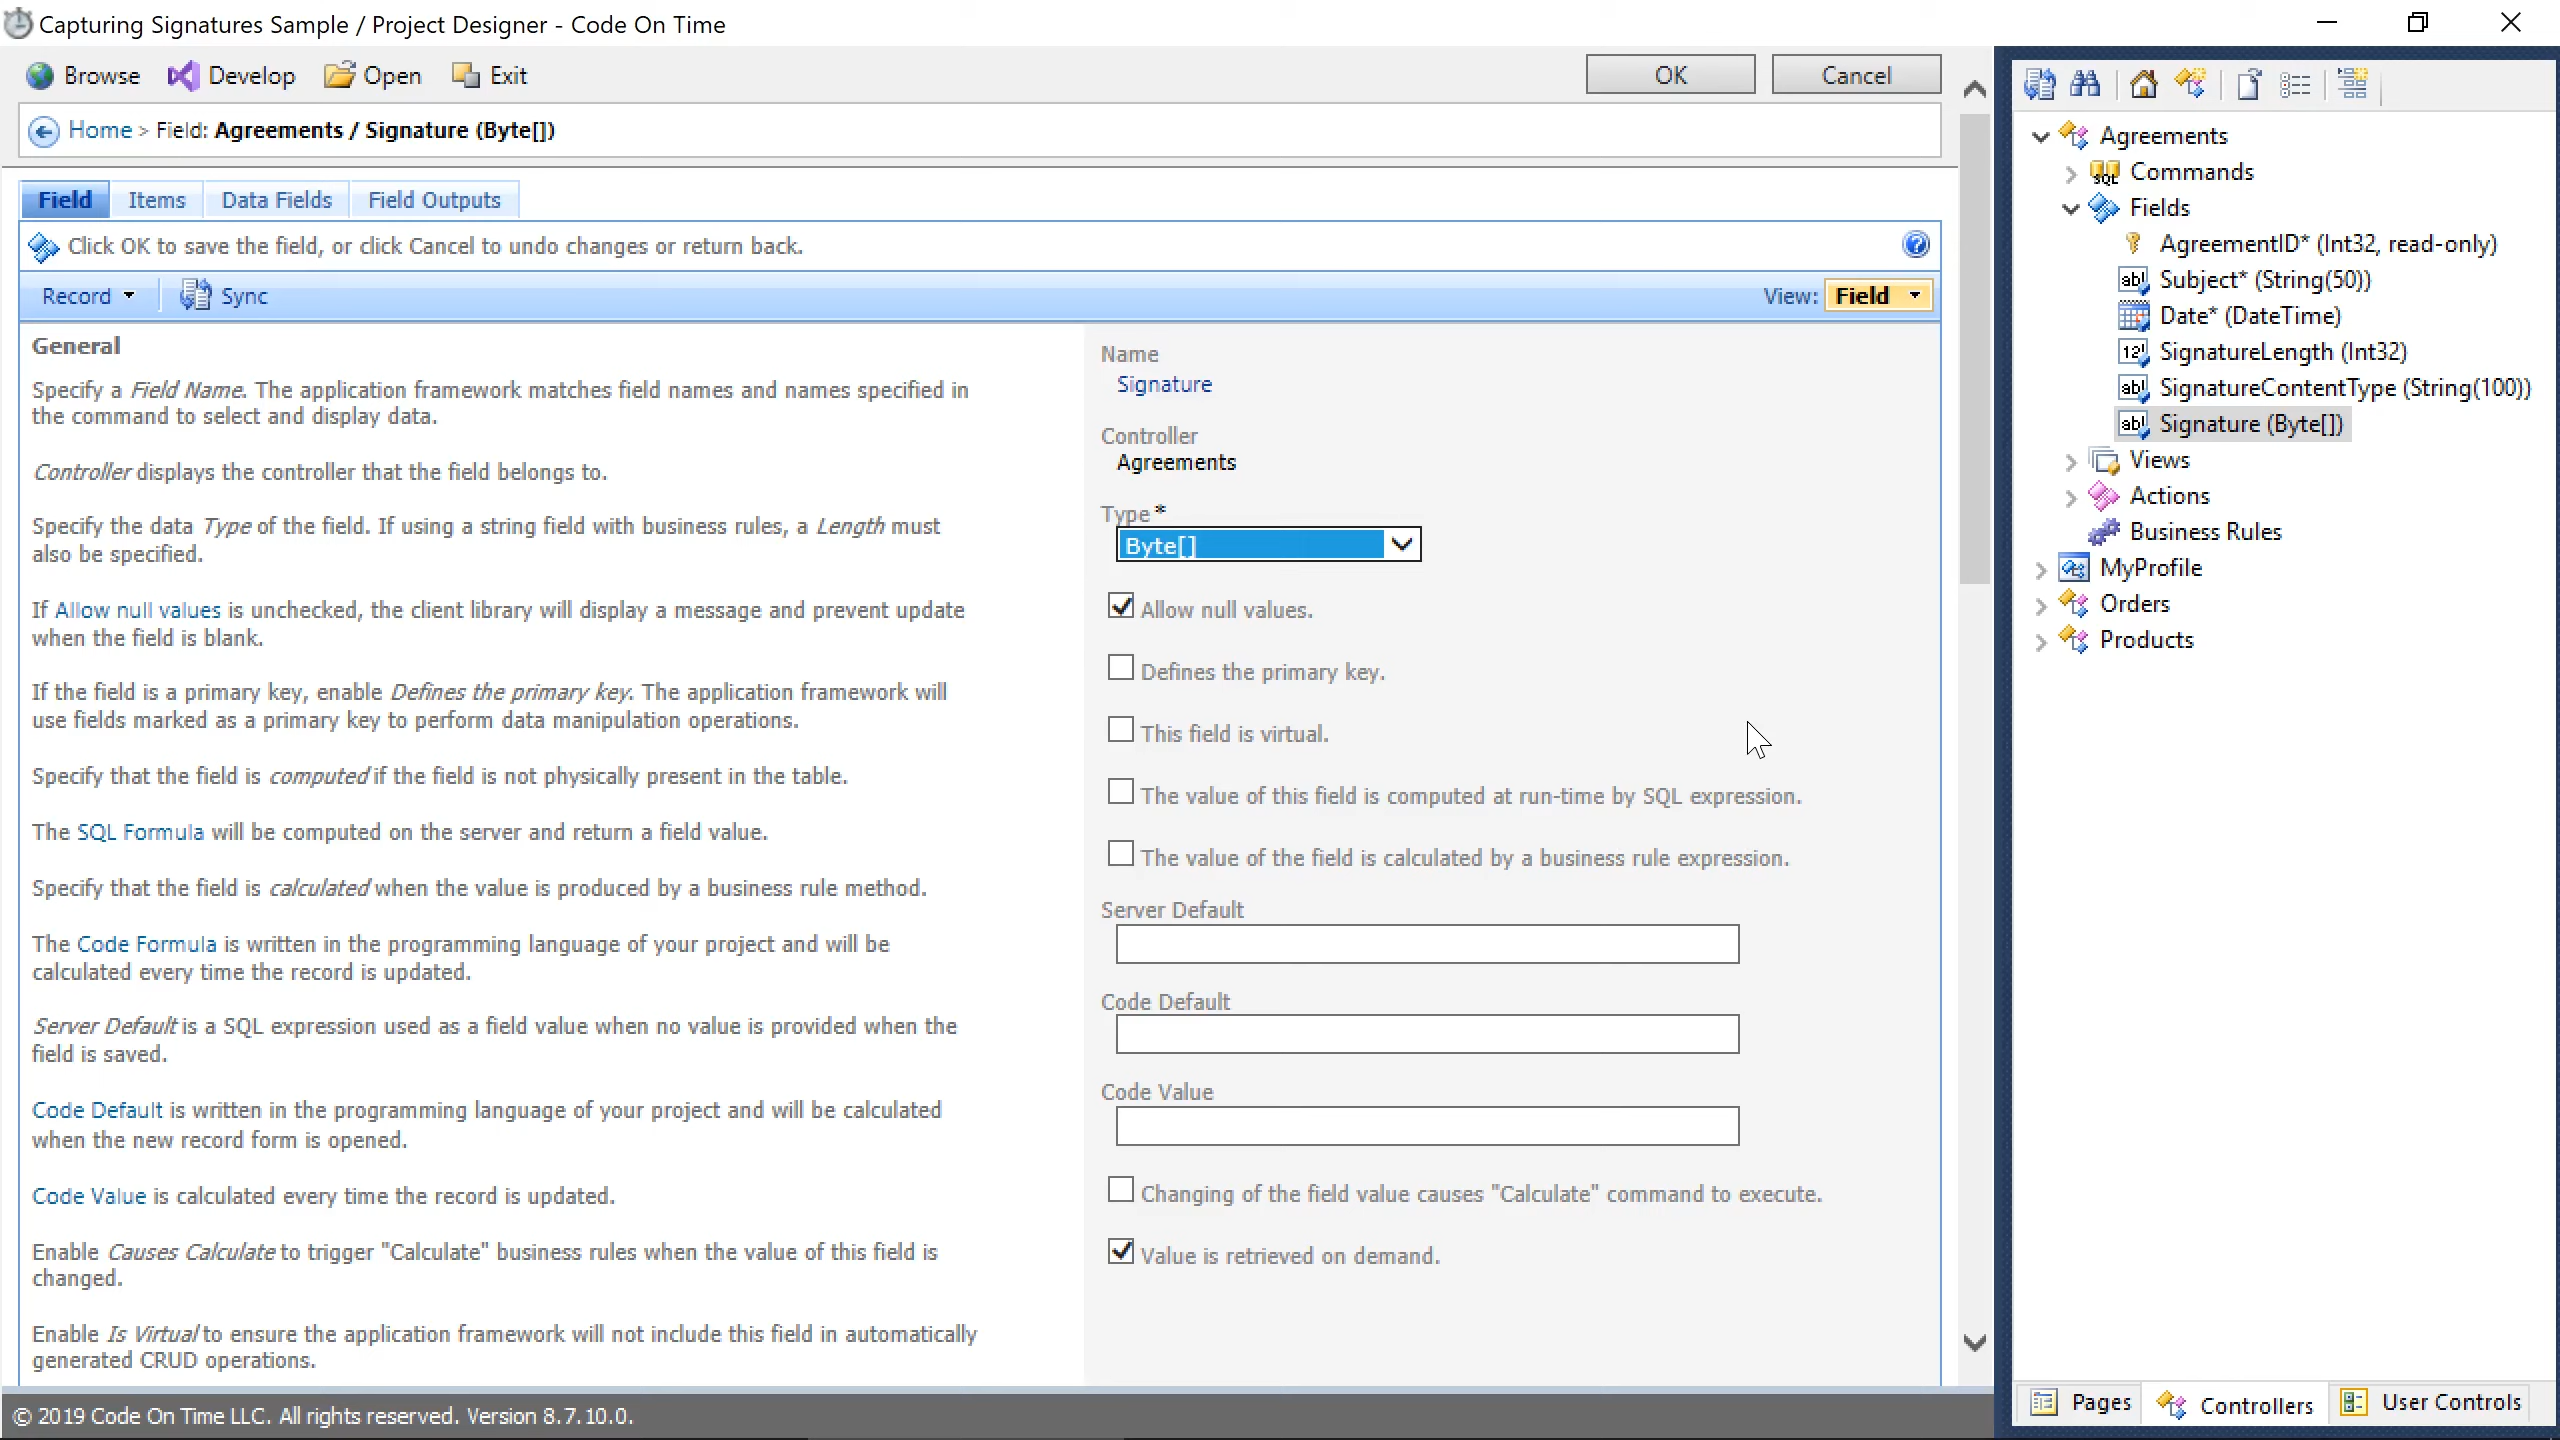 Capturing Signatures Sample / Project Designer - Code On Time
Browse Develop Open Exit
OK Cancel
Home > Field: Agreements / Signature (Byte[])
Field Items Data Fields Field Outputs
Click OK to save the field, or click Cancel to undo changes or return back.
Record Sync
View: Field
General
Specify a Field Name. The application framework matches field names and names specified in
the command to select and display data.
Controller displays the controller that the field belongs to.
Specify the data Type of the field. If using a string field with business rules, a Length must
also be specified.
If Allow null values is unchecked, the client library will display a message and prevent update
when the field is blank.
If the field is a primary key, enable Defines the primary key. The application framework will
use fields marked as a primary key to perform data manipulation operations.
Specify that the field is computed if the field is not physically present in the table.
The SQL Formula will be computed on the server and return a field value.
Specify that the field is calculated when the value is produced by a business rule method.
The Code Formula is written in the programming language of your project and will be
calculated every time the record is updated.
Server Default is a SQL expression used as a field value when no value is provided when the
field is saved.
Code Default is written in the programming language of your project and will be calculated
when the new record form is opened.
Code Value is calculated every time the record is updated.
Enable Causes Calculate to trigger "Calculate" business rules when the value of this field is
changed.
Enable Is Virtual to ensure the application framework will not include this field in automatically
generated CRUD operations.
Name
Signature
Controller
Agreements
Type *
Byte[]
Allow null values.
Defines the primary key.
This field is virtual.
The value of this field is computed at run-time by SQL expression.
The value of the field is calculated by a business rule expression.
Server Default
Code Default
Code Value
Changing of the field value causes "Calculate" command to execute.
Value is retrieved on demand.
Agreements
SQL Commands
Fields
AgreementID* (Int32, read-only)
ab Subject* (String(50))
Date* (DateTime)
12 SignatureLength (Int32)
ab SignatureContentType (String(100))
ab Signature (Byte[])
Views
Actions
Business Rules
MyProfile
Orders
Products
Pages Controllers User Controls
© 2019 Code On Time LLC. All rights reserved. Version 8.7.10.0.